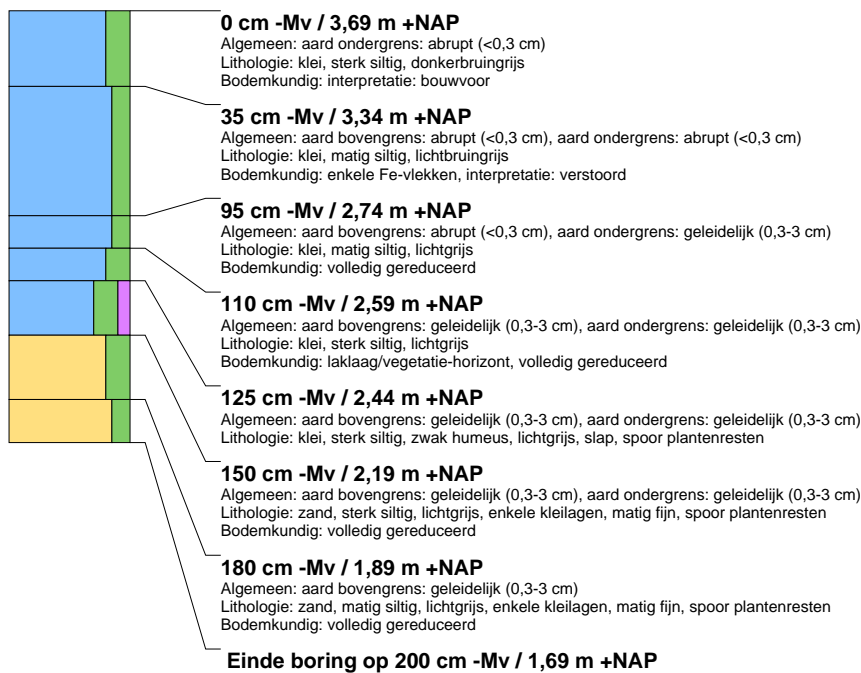 0 cm -Mv / 3,69 m +NAP
Algemeen: aard ondergrens: abrupt (<0,3 cm)
Lithologie: klei, sterk siltig, donkerbruingrijs
Bodemkundig: interpretatie: bouwvoor
35 cm -Mv / 3,34 m +NAP
Algemeen: aard bovengrens: abrupt (<0,3 cm), aard ondergrens: abrupt (<0,3 cm)
Lithologie: klei, matig siltig, lichtbruingrijs
Bodemkundig: enkele Fe-vlekken, interpretatie: verstoord
95 cm -Mv / 2,74 m +NAP
Algemeen: aard bovengrens: abrupt (<0,3 cm), aard ondergrens: geleidelijk (0,3-3 cm)
Lithologie: klei, matig siltig, lichtgrijs
Bodemkundig: volledig gereduceerd
110 cm -Mv / 2,59 m +NAP
Algemeen: aard bovengrens: geleidelijk (0,3-3 cm), aard ondergrens: geleidelijk (0,3-3 cm)
Lithologie: klei, sterk siltig, lichtgrijs
Bodemkundig: laklaag/vegetatie-horizont, volledig gereduceerd
125 cm -Mv / 2,44 m +NAP
Algemeen: aard bovengrens: geleidelijk (0,3-3 cm), aard ondergrens: geleidelijk (0,3-3 cm)
Lithologie: klei, sterk siltig, zwak humeus, lichtgrijs, slap, spoor plantenresten
150 cm -Mv / 2,19 m +NAP
Algemeen: aard bovengrens: geleidelijk (0,3-3 cm), aard ondergrens: geleidelijk (0,3-3 cm)
Lithologie: zand, sterk siltig, lichtgrijs, enkele kleilagen, matig fijn, spoor plantenresten
Bodemkundig: volledig gereduceerd
180 cm -Mv / 1,89 m +NAP
Algemeen: aard bovengrens: geleidelijk (0,3-3 cm)
Lithologie: zand, matig siltig, lichtgrijs, enkele kleilagen, matig fijn, spoor plantenresten
Bodemkundig: volledig gereduceerd
Einde boring op 200 cm -Mv / 1,69 m +NAP